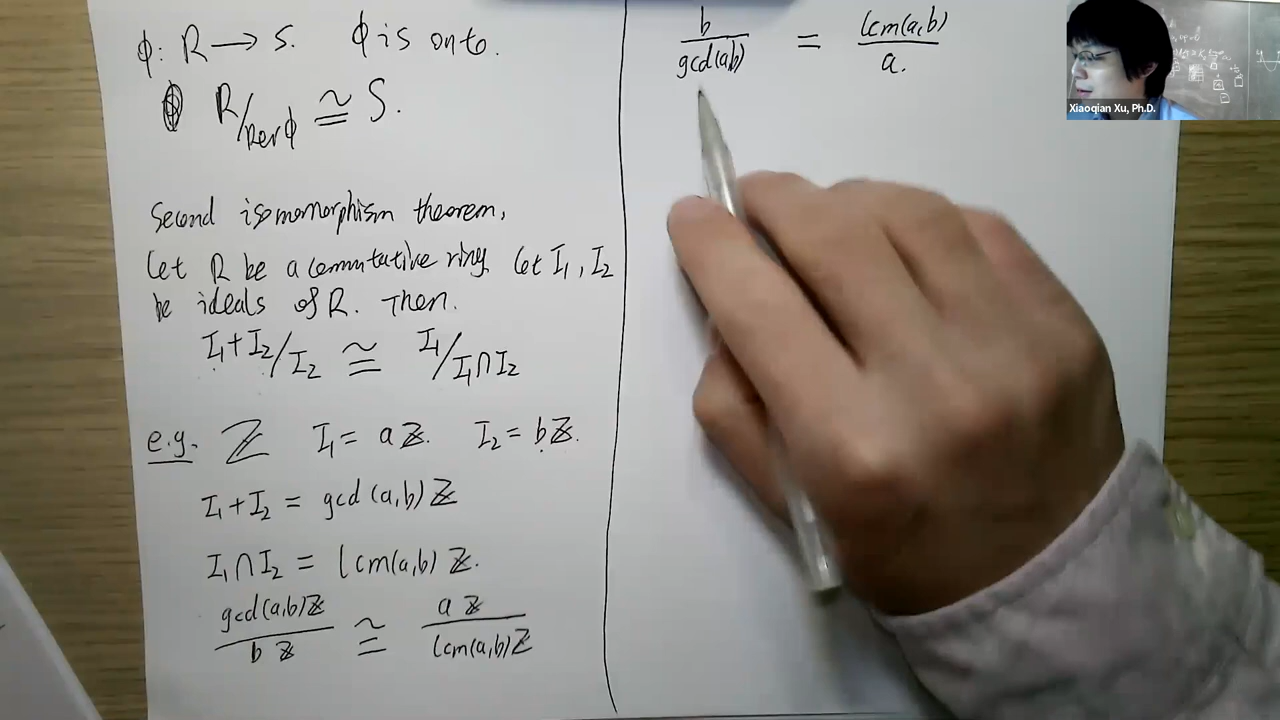 ϕ: R → S. ϕ is onto.
R/Kerϕ ≅ S.
Second isomomorphism theorem,
Let R be a commutative ring. Let I₁, I₂
be ideals of R. Then.
I₁+I₂/I₂ ≅ I₁/I₁∩I₂
e.g. ℤ I₁ = aℤ. I₂ = bℤ.
I₁+I₂ = gcd(a,b)ℤ
I₁∩I₂ = lcm(a,b)ℤ.
gcd(a,b)ℤ/bℤ ≅ aℤ/lcm(a,b)ℤ
b/gcd(ab) = lcm(a,b)/a.
Xiaoqian Xu, Ph.D.